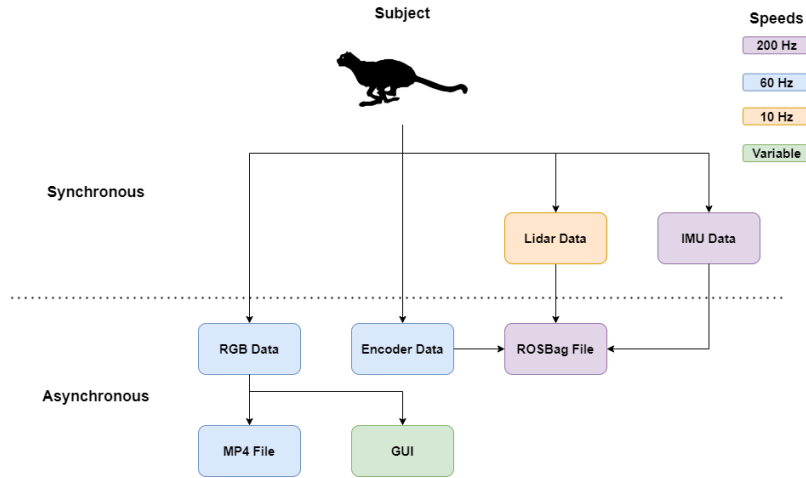 Subject
Speeds
200 Hz
60 Hz
10 Hz
Variable
Synchronous
Lidar Data
IMU Data
RGB Data
Encoder Data
ROSBag File
Asynchronous
MP4 File
GUI